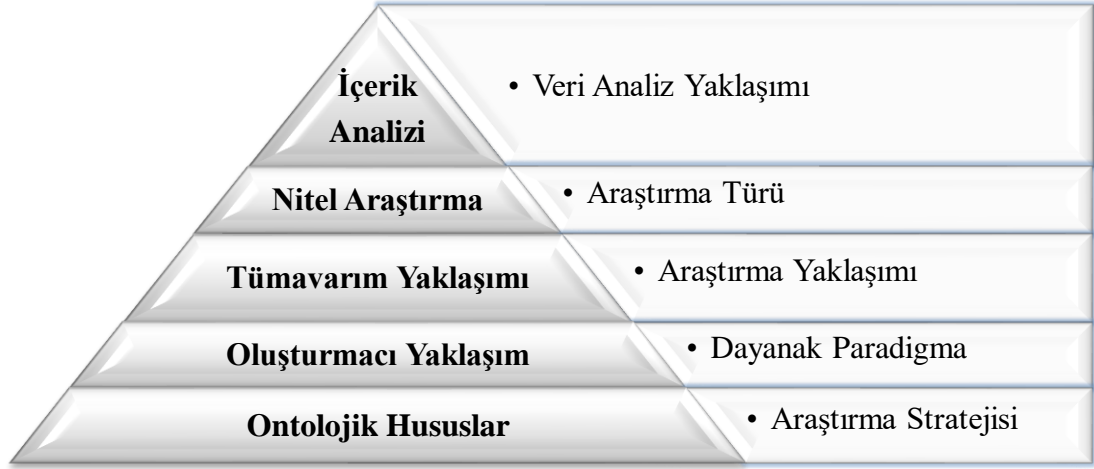 İçerik
Analizi
• Veri Analiz Yaklaşımı
Nitel Araştırma
• Araştırma Türü
Tümavarım Yaklaşımı
• Araştırma Yaklaşımı
Oluşturmacı Yaklaşım
• Dayanak Paradigma
Ontolojik Hususlar
• Araştırma Stratejisi